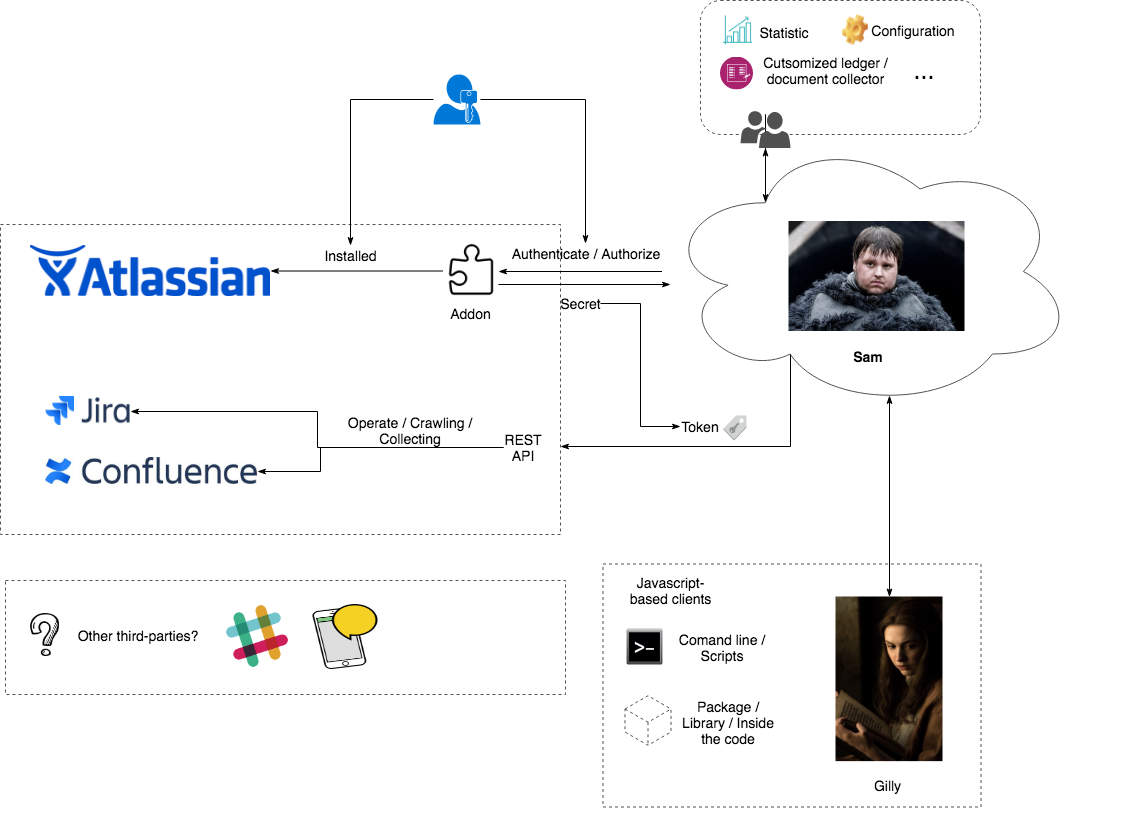 Statistic
Configuration
Cutsomized ledger /
document collector
...
Atlassian
Installed
Addon
Authenticate / Authorize
Secret
Sam
Jira
Confluence
Operate / Crawling /
Collecting
REST
API
Token
Other third-parties?
Javascript-
based clients
>-
Comand line /
Scripts
Package /
Library / Inside
the code
Gilly